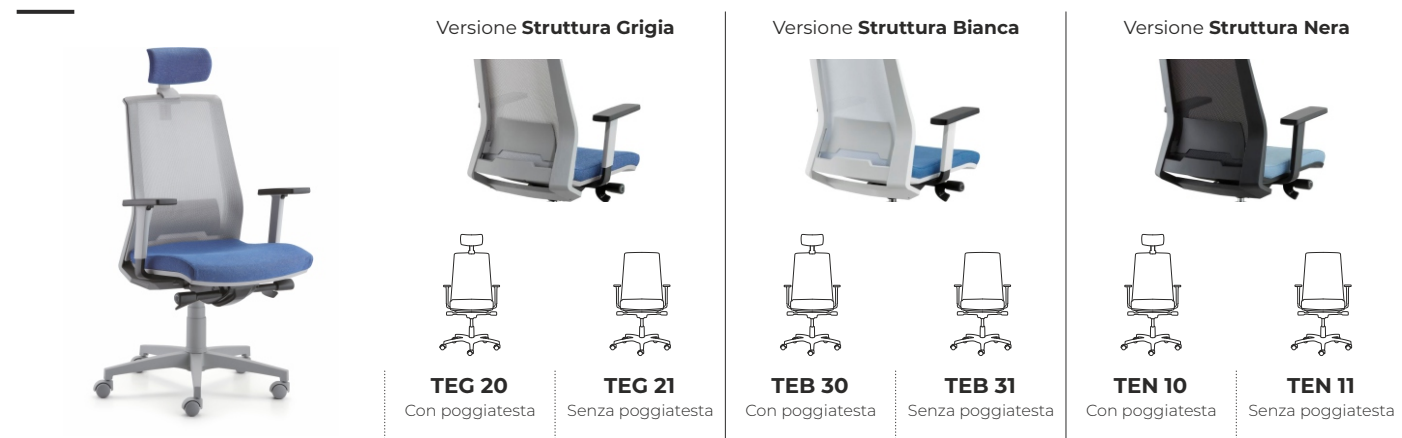 Versione Struttura Grigia
Versione Struttura Bianca
Versione Struttura Nera
TEG 20
Con poggiatesta
TEG 21
Senza poggiatesta
TEB 30
Con poggiatesta
TEB 31
Senza poggiatesta
TEN 10
Con poggiatesta
TEN 11
Senza poggiatesta